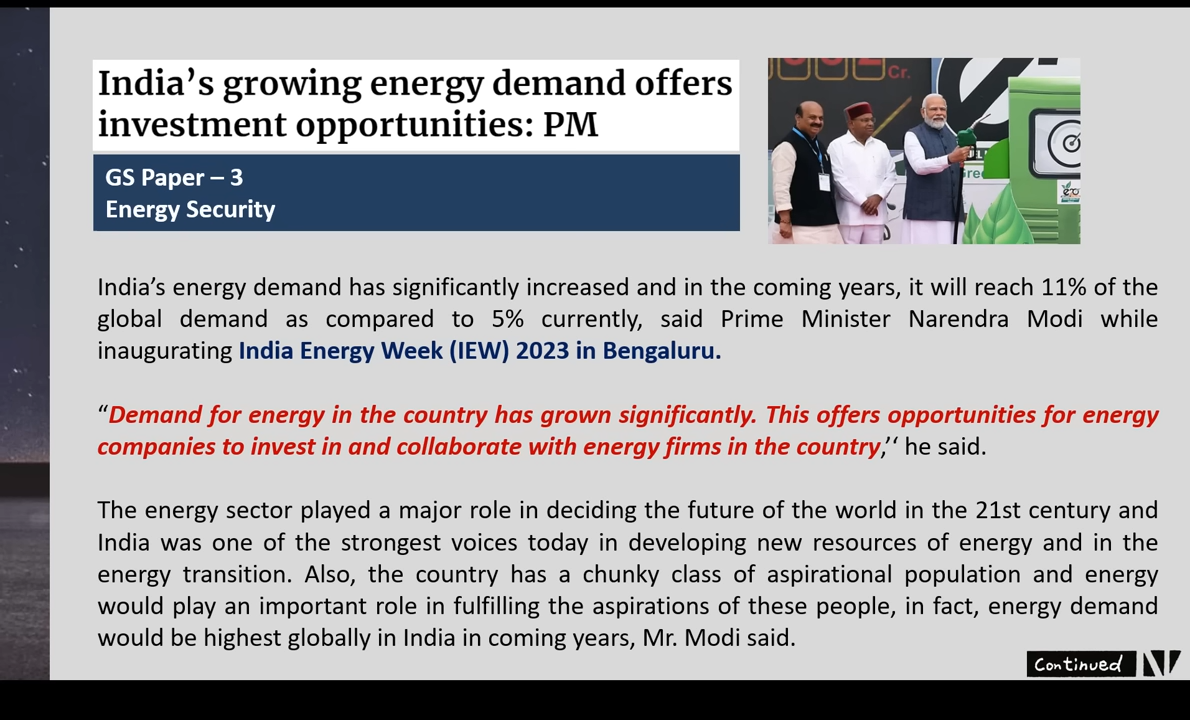 India’s growing energy demand offers
investment opportunities: PM
GS Paper – 3
Energy Security
Cr.
India’s energy demand has significantly increased and in the coming years, it will reach 11% of the
global demand as compared to 5% currently, said Prime Minister Narendra Modi while
inaugurating India Energy Week (IEW) 2023 in Bengaluru.
“Demand for energy in the country has grown significantly. This offers opportunities for energy
companies to invest in and collaborate with energy firms in the country,’‘ he said.
The energy sector played a major role in deciding the future of the world in the 21st century and
India was one of the strongest voices today in developing new resources of energy and in the
energy transition. Also, the country has a chunky class of aspirational population and energy
would play an important role in fulfilling the aspirations of these people, in fact, energy demand
would be highest globally in India in coming years, Mr. Modi said.
Continued